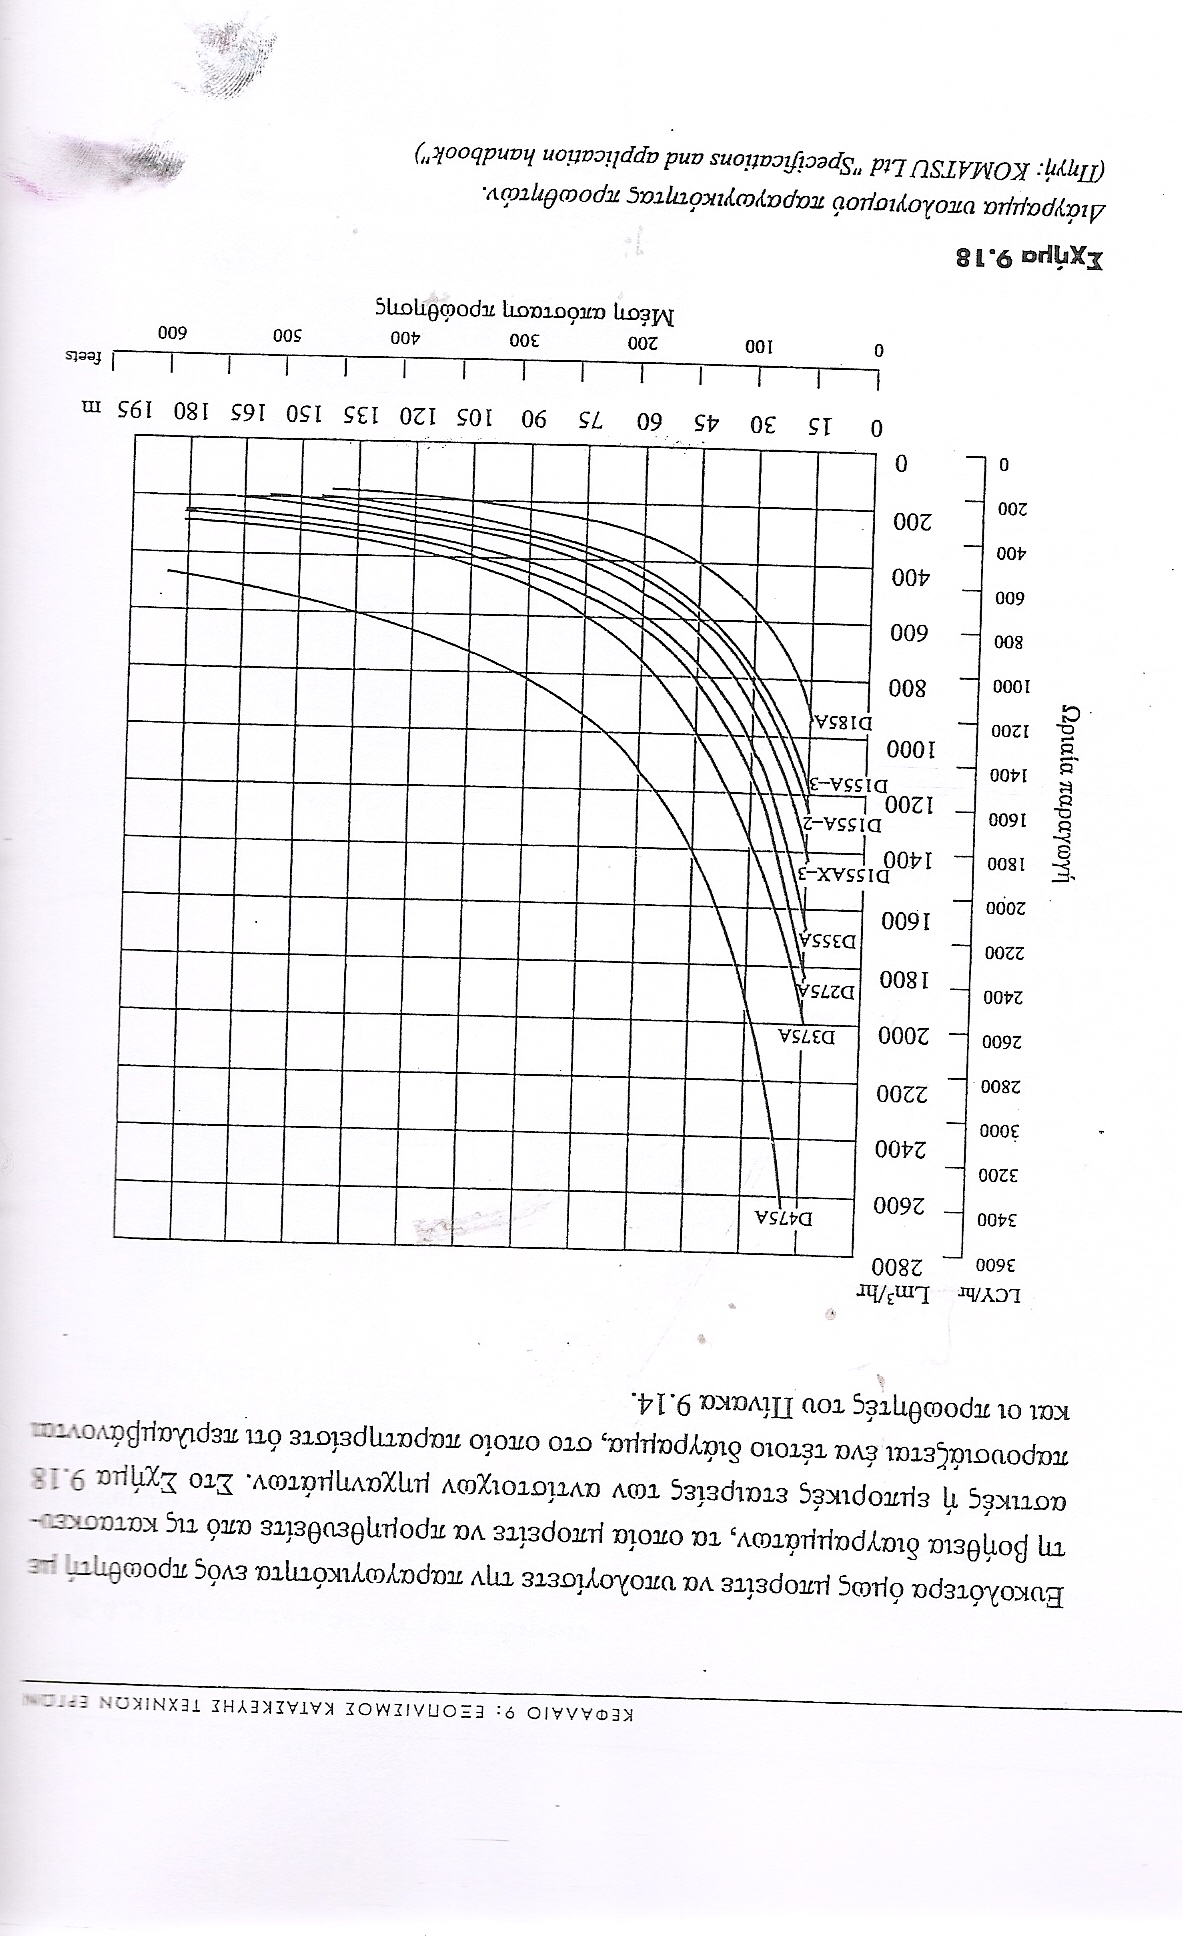 ΚΕΦΑΛΑΙΟ 9: ΕΞΟΠΛΙΣΜΟΣ ΚΑΤΑΣΚΕΥΗΣ ΤΕΧΝΙΚΩΝ ΕΡΓΩΝ
Ευκολότερα όμως μπορείτε να υπολογίσετε την παραγωγικότητα ενός προωθητή με
τη βοήθεια διαγραμμάτων, τα οποία μπορείτε να προμηθευθείτε από τις κατασκευ-
αστικές ή εμπορικές εταιρείες των αντίστοιχων μηχανημάτων. Στο Σχήμα 9.18
παρουσιάζεται ένα τέτοιο διάγραμμα, στο οποίο παρατηρείστε ότι περιλαμβάνονται
και οι προωθητές του Πίνακα 9.14.
LCY/hr Lm³/hr
3600 3400 3200 3000 2800 2600 2400 2200 2000 1800 1600 1400 1200 1000 800 600 400 200 0
2800 2600 2400 2200 2000 1800 1600 1400 1200 1000 800 600 400 200 0
Ωριαία παραγωγή
D475A
D375A
D275A
D355A
D155AX-3
D155A-2
D155A-3
D185A
0 15 30 45 60 75 90 105 120 135 150 165 180 195 m
0 100 200 300 400 500 600 feets
Μέση απόσταση προώθησης
Σχήμα 9.18
Διάγραμμα υπολογισμού παραγωγικότητας προωθητών.
(Πηγή: KOMATSU Ltd "Specifications and application handbook")